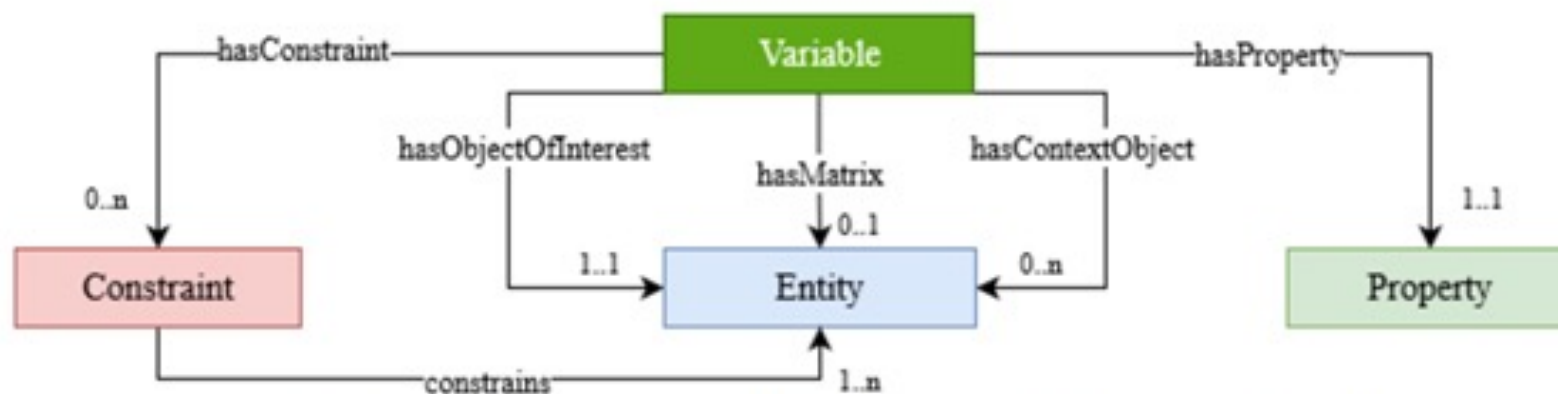 Variable
hasConstraint
hasProperty
hasObjectOfInterest
hasContextObject
hasMatrix
0..n
1..1
0..1
1..1
0..n
Constraint
Entity
Property
constrains
1..n